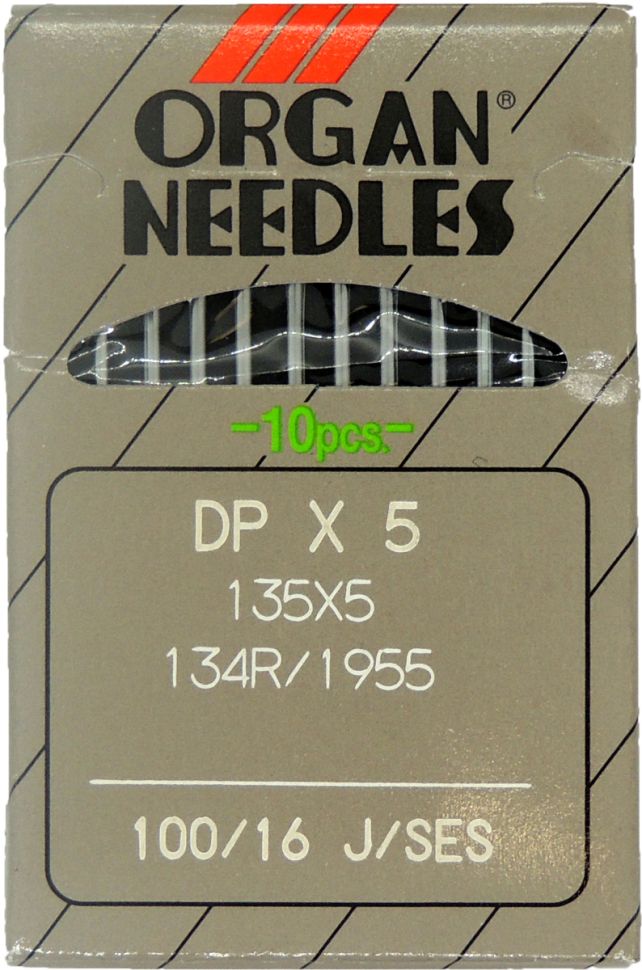 ORGAN®
NEEDLES
-10pcs.-
DP X 5
135X5
134R/1955
100/16 J/SES